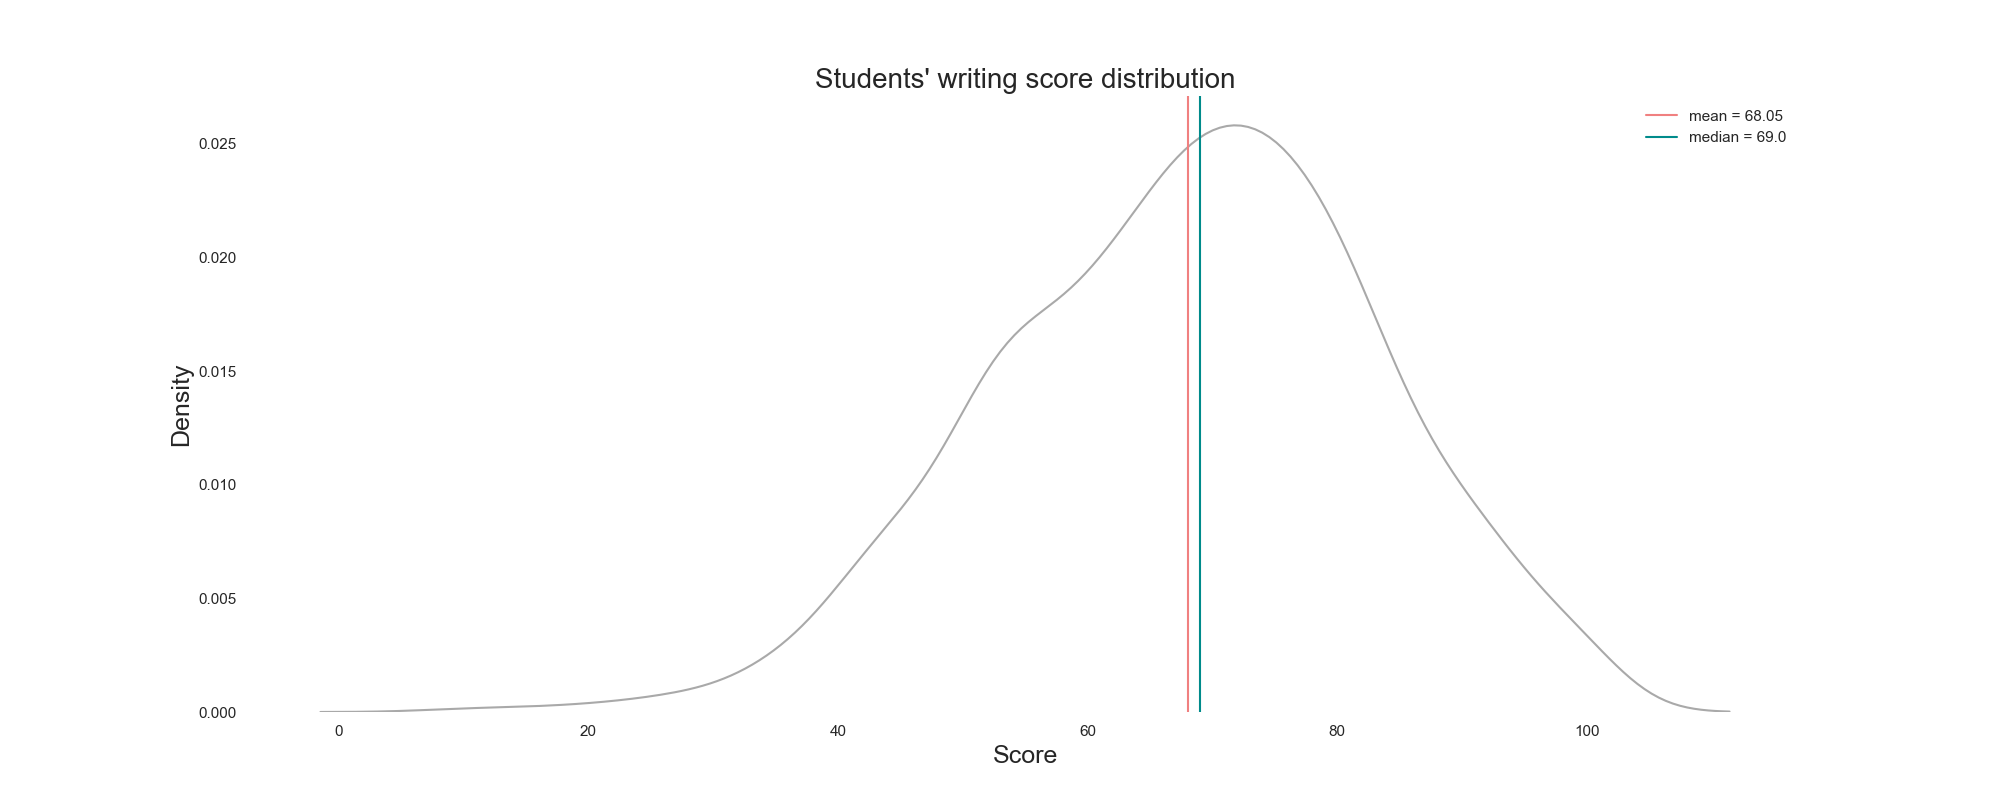 Students' writing score distribution
mean = 68.05
median = 69.0
Density
0.025
0.020
0.015
0.010
0.005
0.000
0 20 40 60 80 100
Score